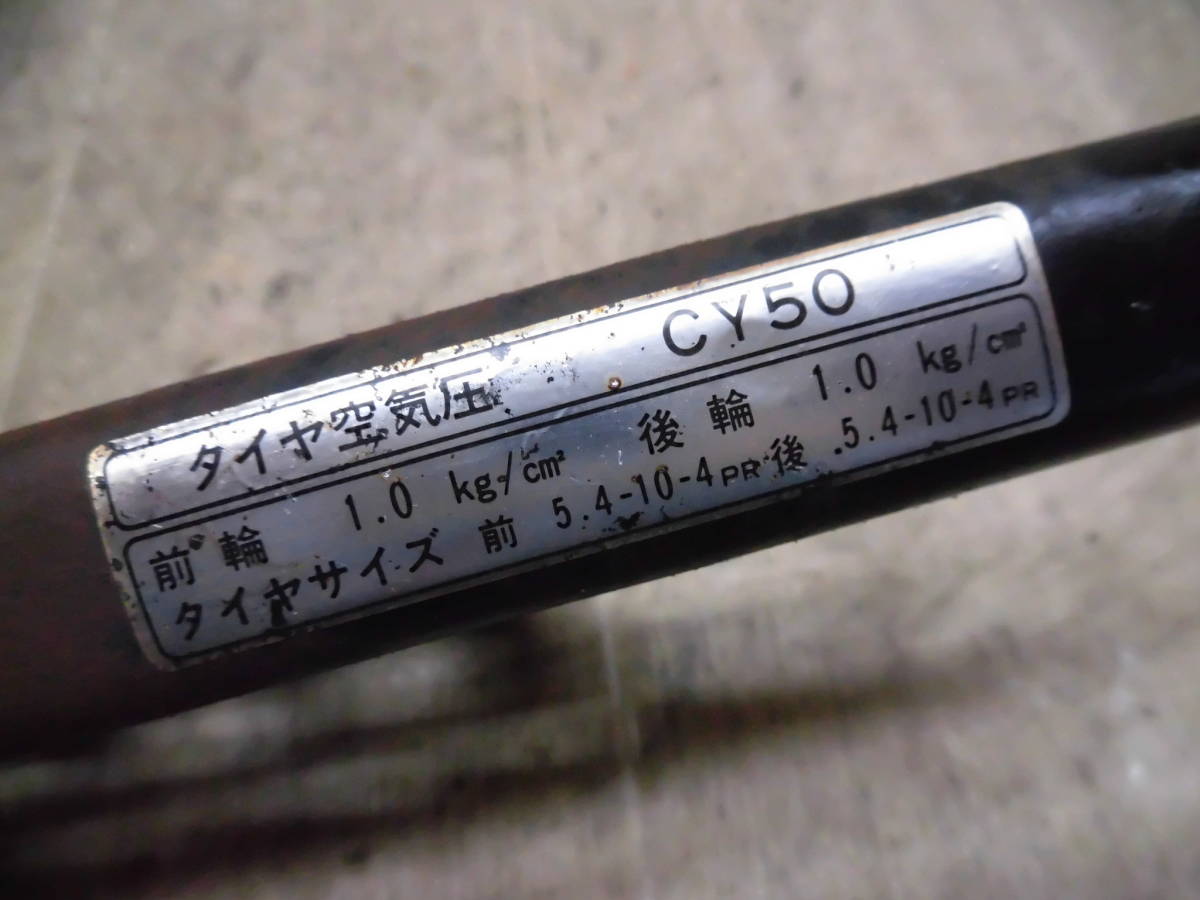 タイヤ空気圧 CY50
前輪 1.0 kg/cm² 後輪 1.0 kg/cm²
タイヤサイズ 前 5.4-10-4PR 後 5.4-10-4PR